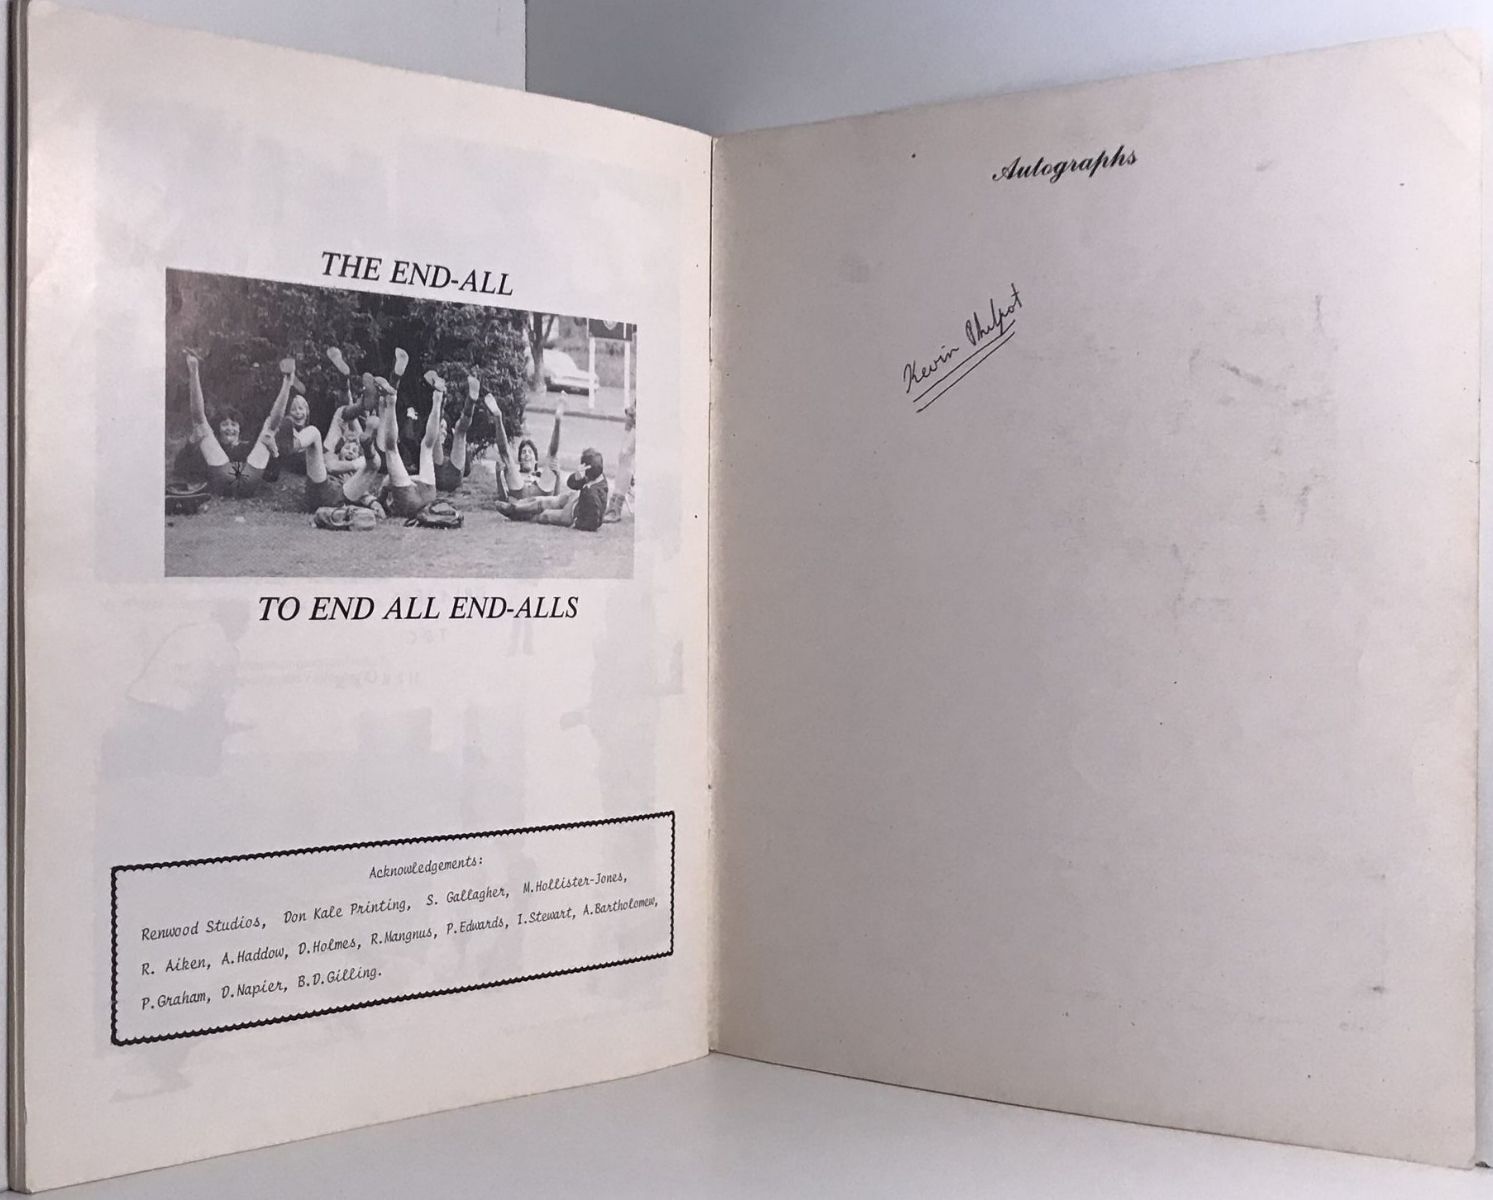 THE END-ALL
TO END ALL END-ALLS
Acknowledgements:
Renwood Studios, Don Kale Printing, S. Gallagher, M.Hollister-Jones,
R. Aiken, A.Haddow, D.Holmes, R.Mangnus, P.Edwards, I.Stewart, A.Bartholomew,
P.Graham, D.Napier, B.D.Gilling.
Autographs
Kevin Philpot